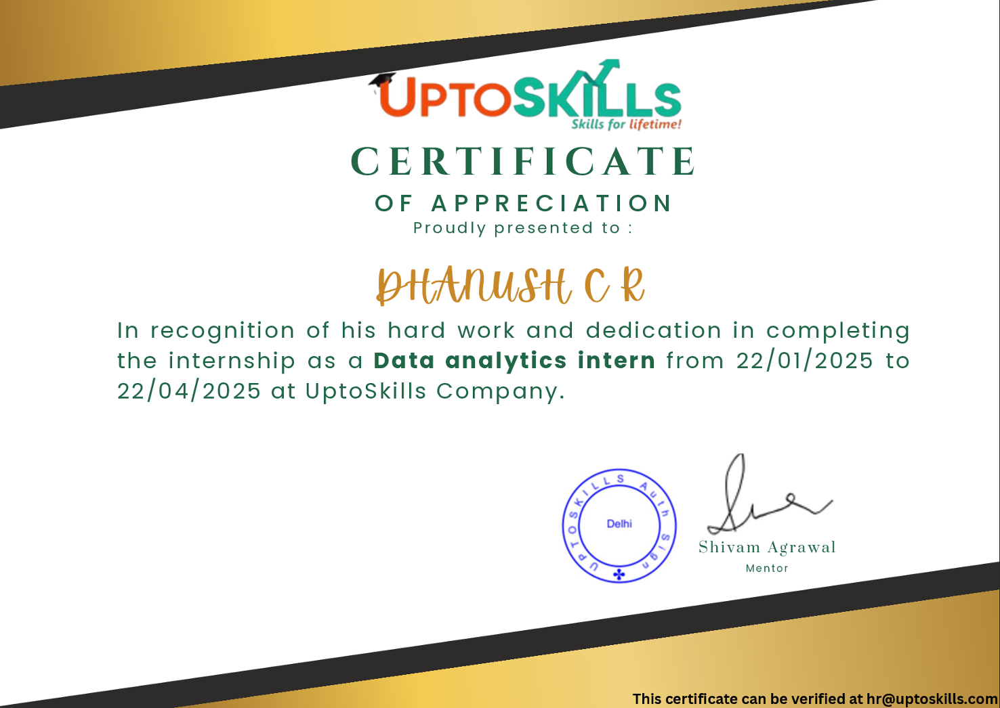 UPTOSKILLS
Skills for lifetime!
CERTIFICATE
OF APPRECIATION
Proudly presented to :
DHANUSH C R
In recognition of his hard work and dedication in completing
the internship as a Data analytics intern from 22/01/2025 to
22/04/2025 at UptoSkills Company.
UPTOSKILLS Auth Sign
Delhi
Shivam Agrawal
Mentor
This certificate can be verified at hr@uptoskills.com